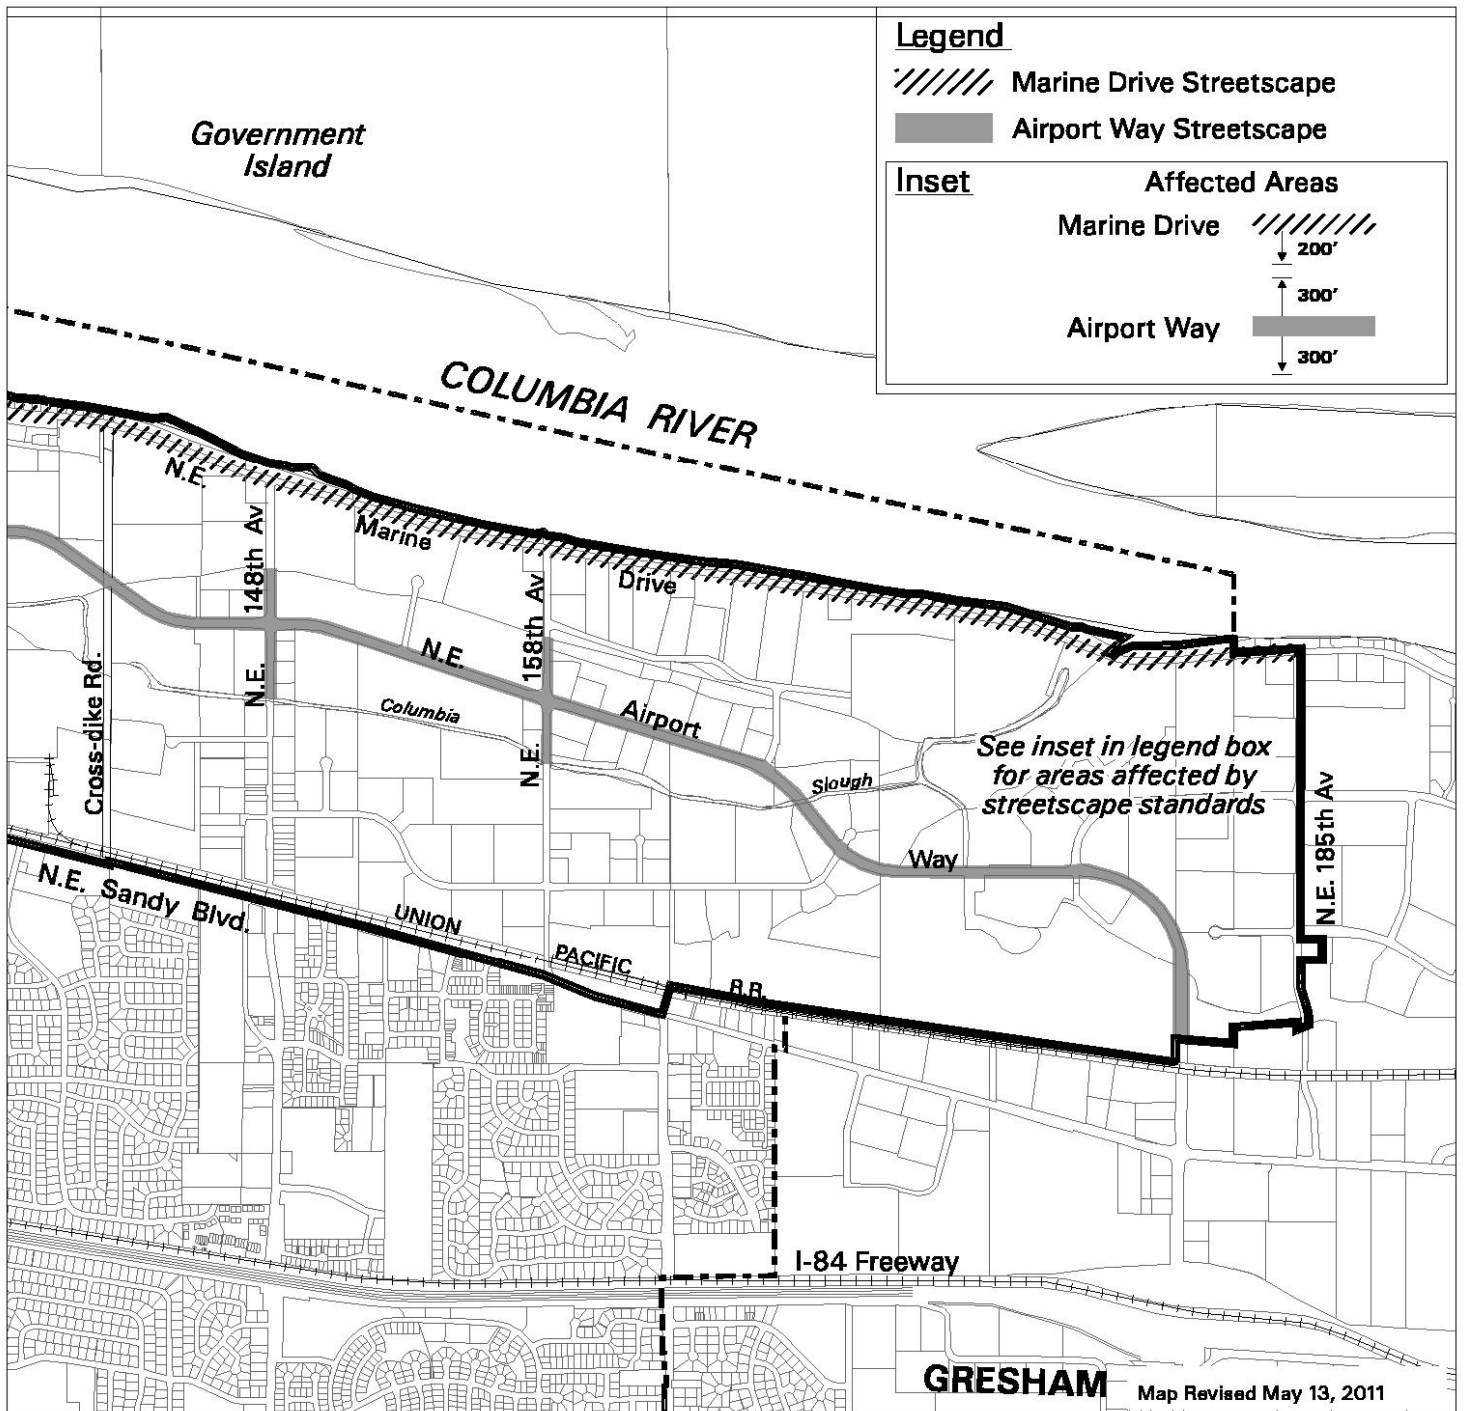 Legend
Marine Drive Streetscape
Airport Way Streetscape
Inset
Affected Areas
Marine Drive
200'
300'
Airport Way
300'
Government
Island
COLUMBIA RIVER
N.E.
Marine
Drive
N.E. 148th Av
N.E. 158th Av
N.E.
Airport
Way
Columbia
Slough
Cross-dike Rd.
See inset in legend box
for areas affected by
streetscape standards
N.E. 185th Av
N.E. Sandy Blvd.
UNION
PACIFIC
R.R.
I-84 Freeway
GRESHAM
Map Revised May 13, 2011